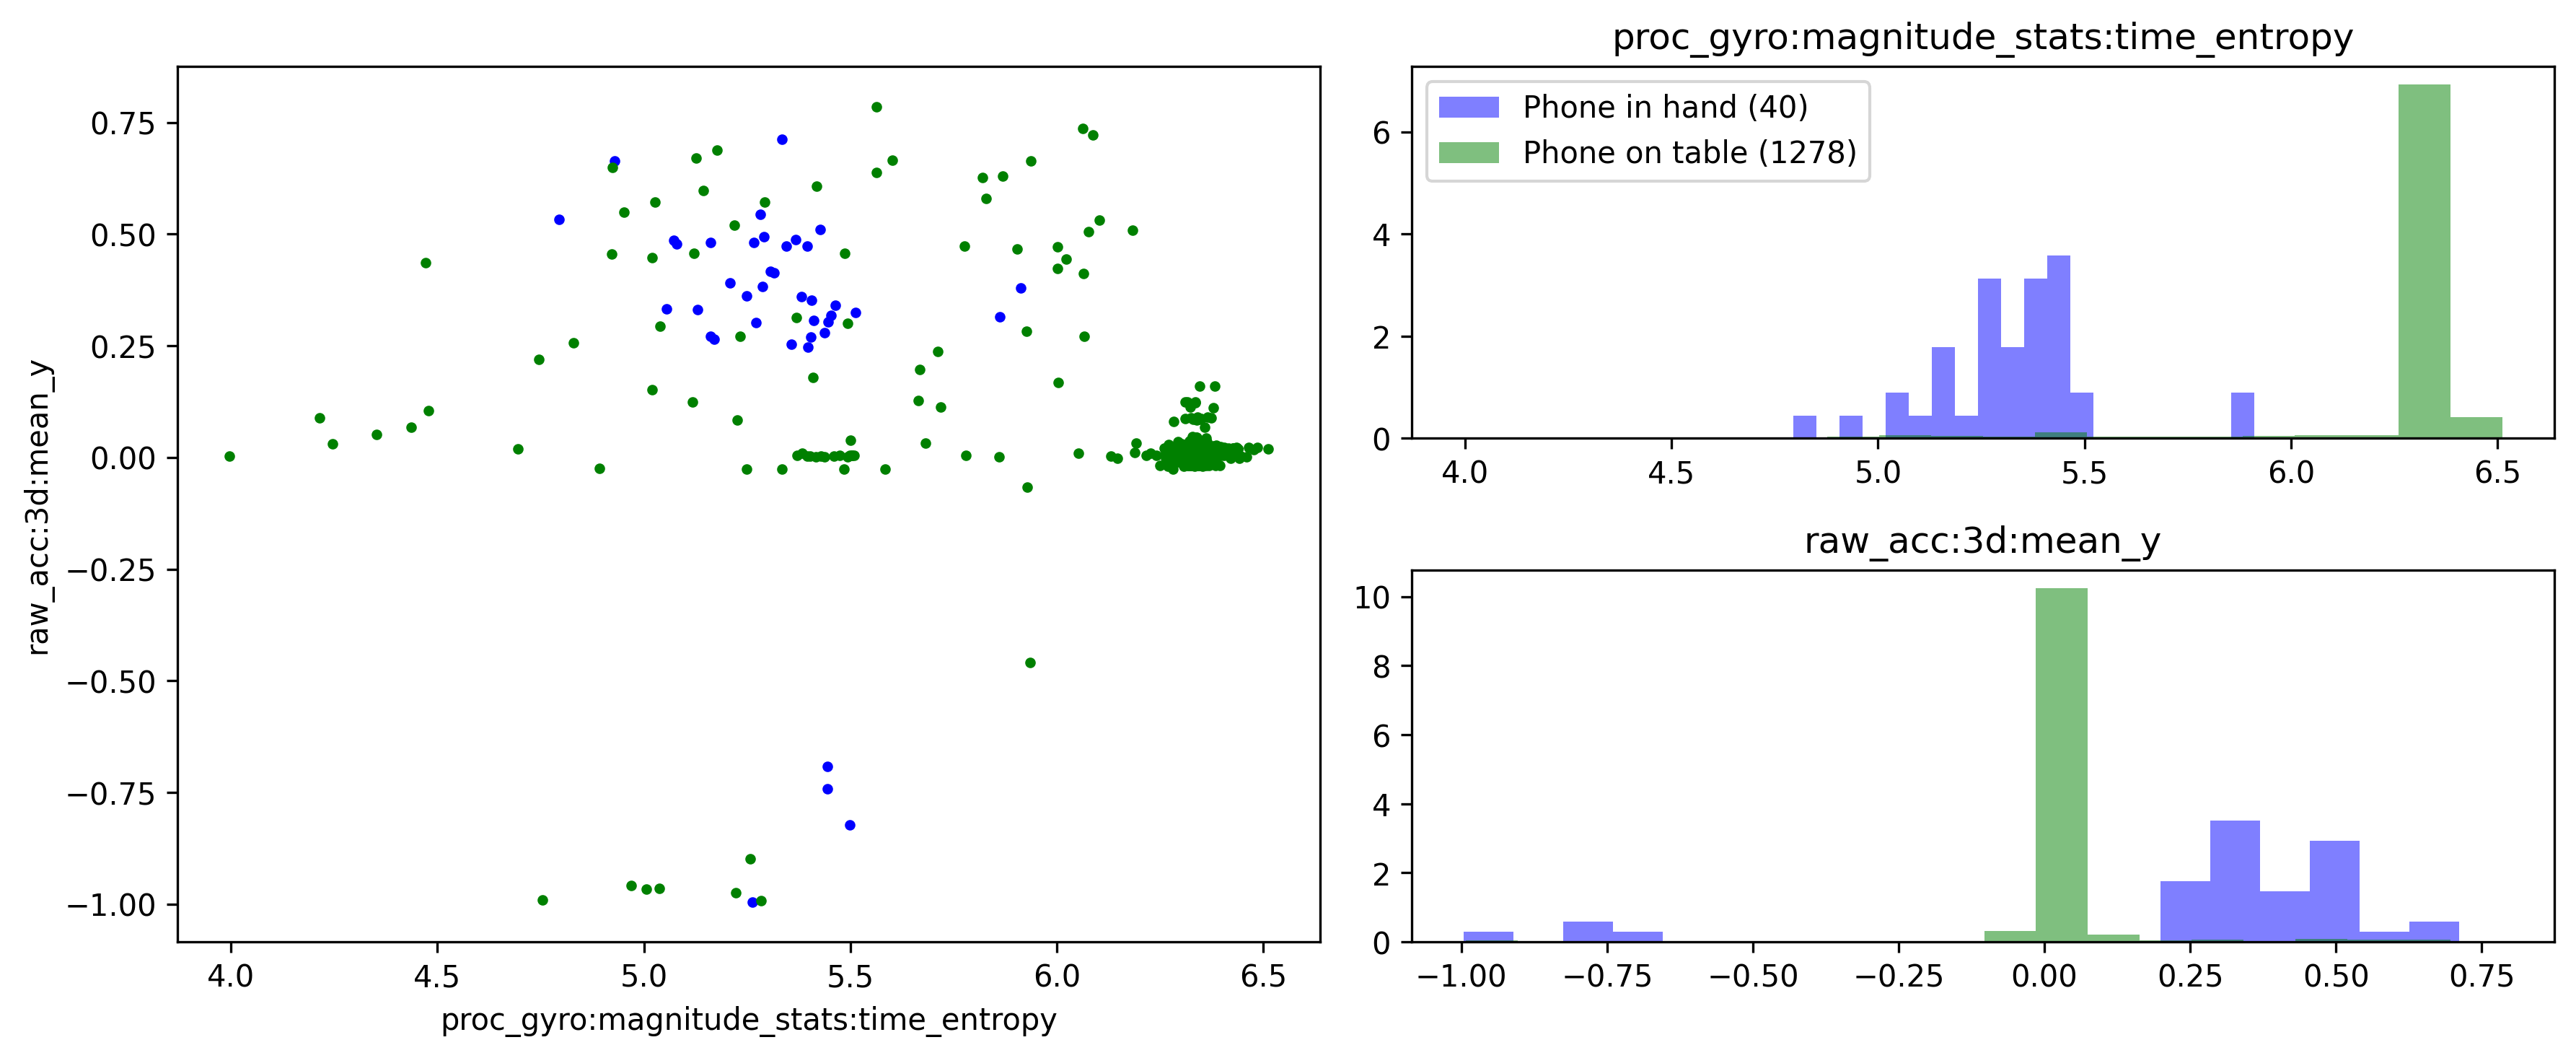 0.75
0.50
0.25
0.00
−0.25
−0.50
−0.75
−1.00
raw_acc:3d:mean_y
4.0 4.5 5.0 5.5 6.0 6.5
proc_gyro:magnitude_stats:time_entropy
proc_gyro:magnitude_stats:time_entropy
Phone in hand (40)
Phone on table (1278)
6
4
2
0
4.0 4.5 5.0 5.5 6.0 6.5
raw_acc:3d:mean_y
10
8
6
4
2
0
−1.00 −0.75 −0.50 −0.25 0.00 0.25 0.50 0.75